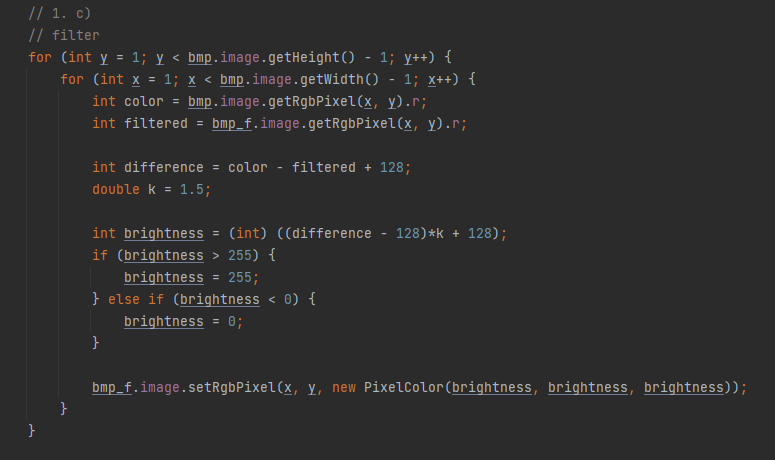 // 1. c)
// filter
for (int y = 1; y < bmp.image.getHeight() - 1; y++) {
    for (int x = 1; x < bmp.image.getWidth() - 1; x++) {
        int color = bmp.image.getRgbPixel(x, y).r;
        int filtered = bmp_f.image.getRgbPixel(x, y).r;

        int difference = color - filtered + 128;
        double k = 1.5;

        int brightness = (int) ((difference - 128)*k + 128);
        if (brightness > 255) {
            brightness = 255;
        } else if (brightness < 0) {
            brightness = 0;
        }

        bmp_f.image.setRgbPixel(x, y, new PixelColor(brightness, brightness, brightness));
    }
}